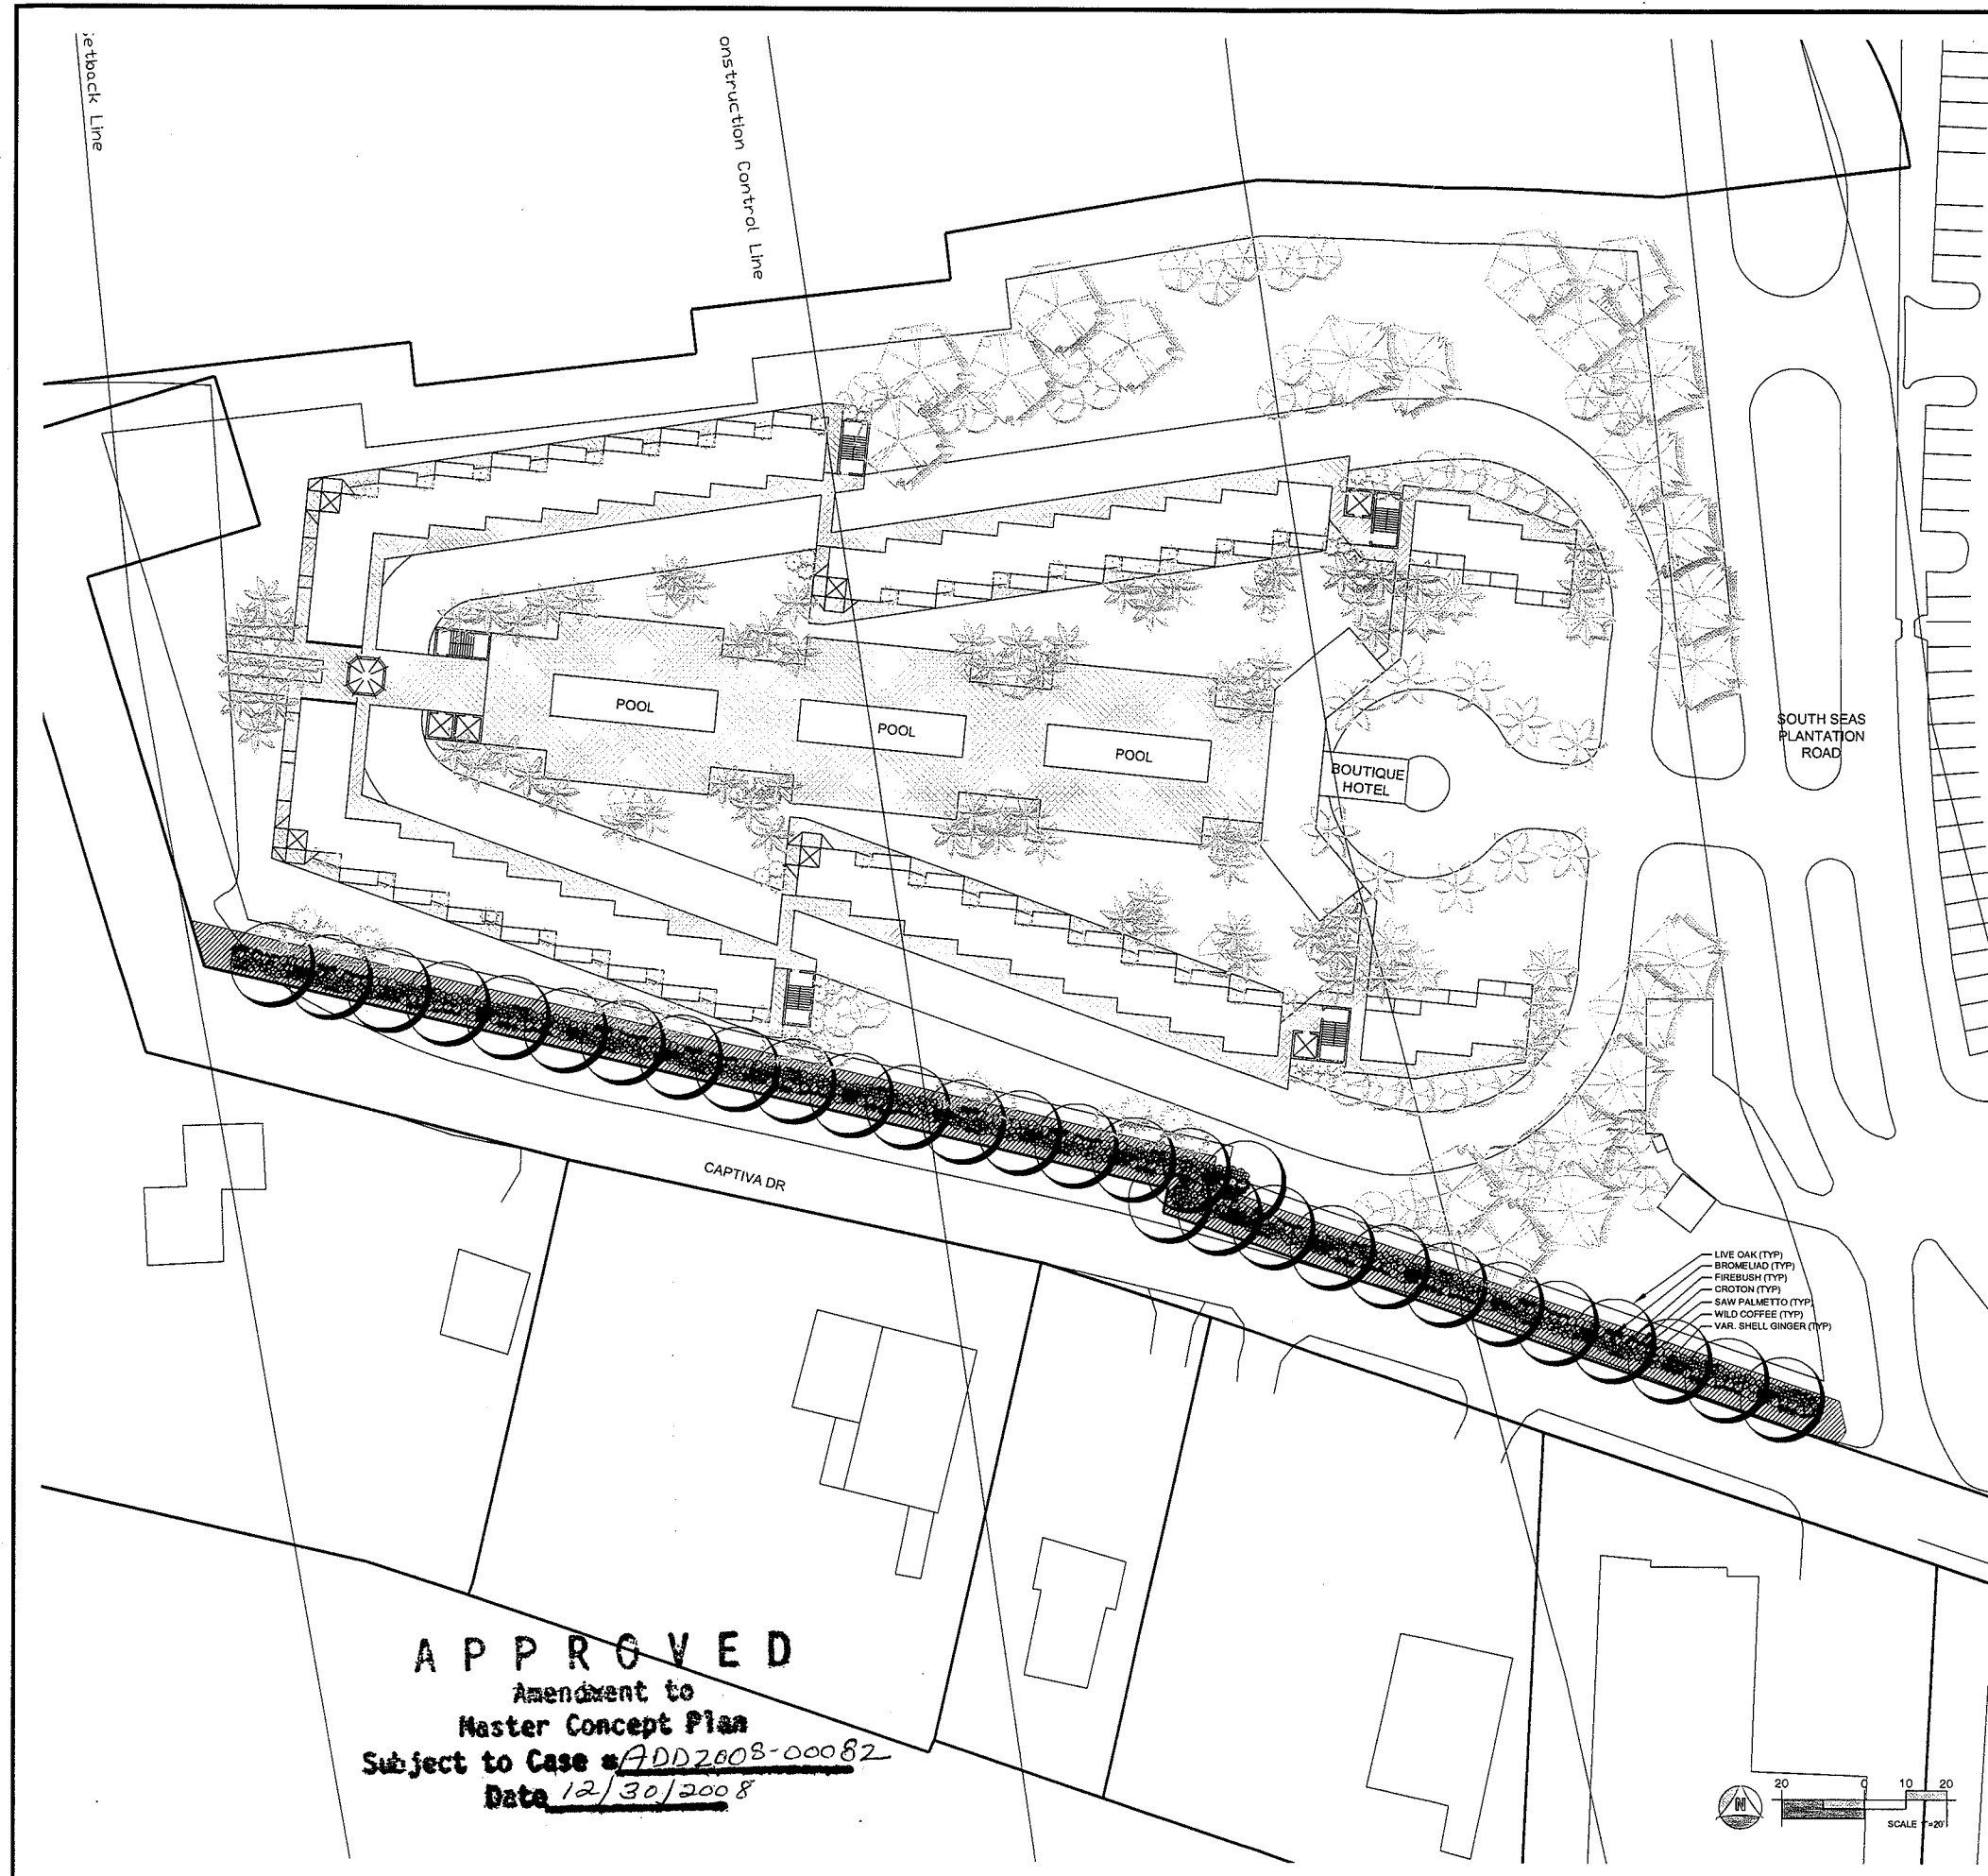 etback Line
onstruction Control Line
POOL
POOL
POOL
BOUTIQUE
HOTEL
SOUTH SEAS
PLANTATION
ROAD
CAPTIVA DR
LIVE OAK (TYP)
BROMELIAD (TYP)
FIREBUSH (TYP)
CROTON (TYP)
SAW PALMETTO (TYP)
WILD COFFEE (TYP)
VAR. SHELL GINGER (TYP)
APPROVED
Amendment to
Master Concept Plan
Subject to Case # ADD2008-00082
Date 12/30/2008
N
20 0 10 20
SCALE 1"=20'